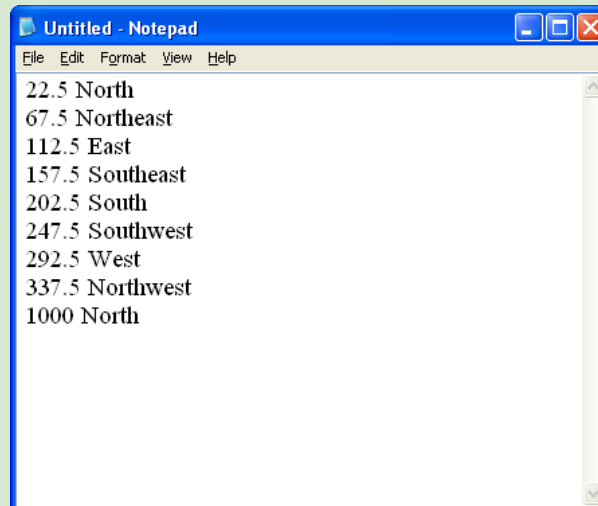 Untitled - Notepad
File Edit Format View Help
22.5 North
67.5 Northeast
112.5 East
157.5 Southeast
202.5 South
247.5 Southwest
292.5 West
337.5 Northwest
1000 North